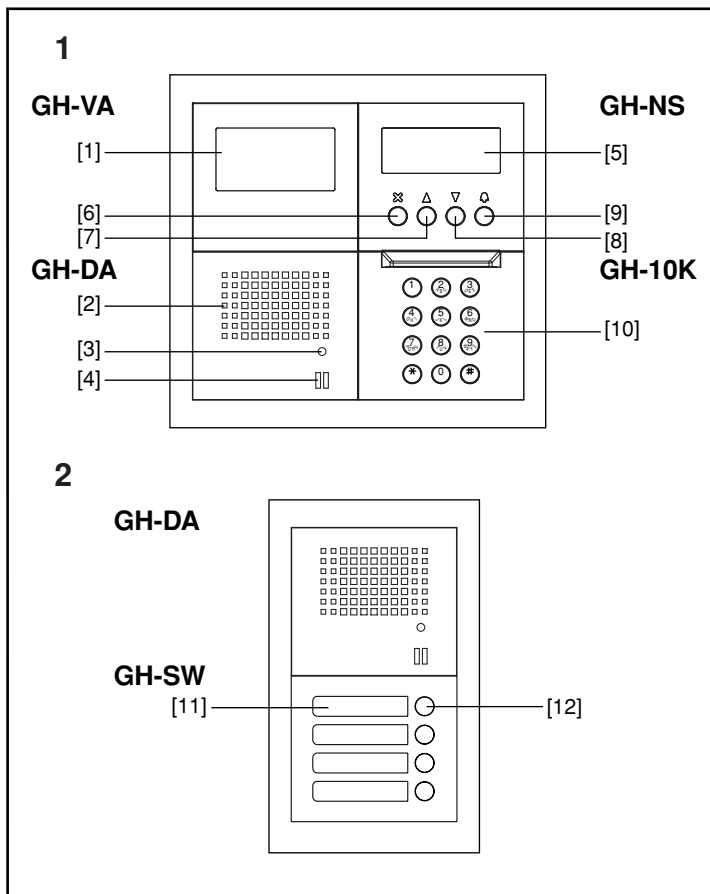 1
GH-VA
GH-NS
[1]
[5]
[6]
[9]
[7]
[8]
GH-DA
GH-10K
[2]
1 2 3
4 5 6
[10]
[3]
7 8 9
[4]
* 0 #
2
GH-DA
GH-SW
[11]
[12]